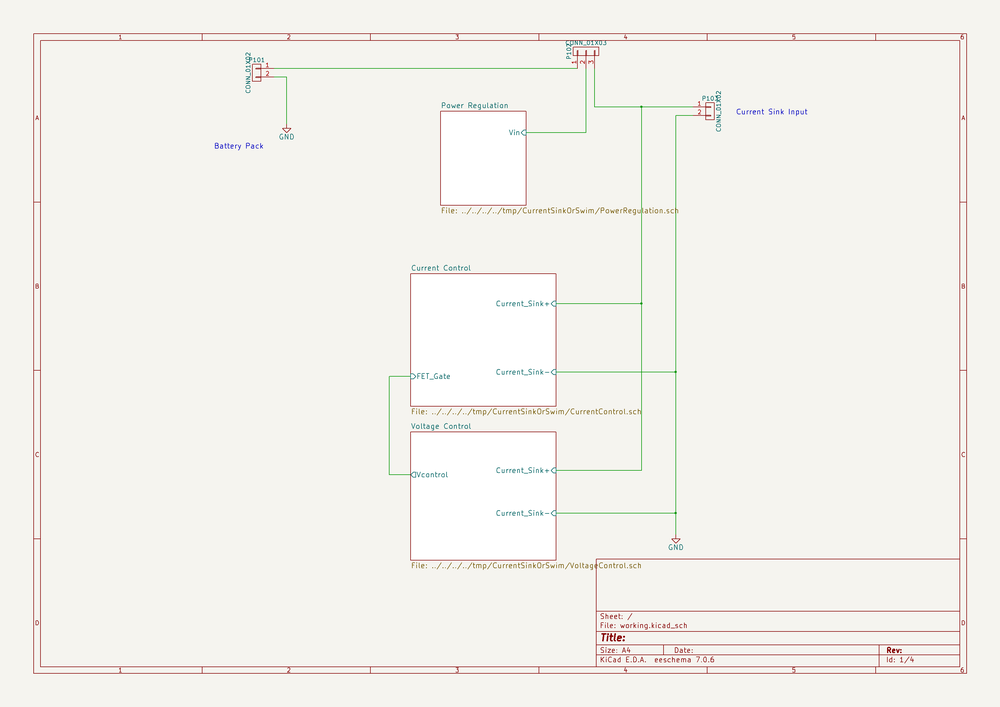 1 2 3 4 5 6
CONN_01X03
P102
1 2 3
P101
CONN_01X02
1
2
GND
Battery Pack
CONN_01X02
1
2
Current Sink Input
A
A
Power Regulation
Vin
File: ../../../../tmp/CurrentSinkOrSwim/PowerRegulation.sch
Current Control
B
B
Current_Sink+
Current_Sink-
FET_Gate
File: ../../../../tmp/CurrentSinkOrSwim/CurrentControl.sch
Voltage Control
C
C
Current_Sink+
Vcontrol
Current_Sink-
GND
File: ../../../../tmp/CurrentSinkOrSwim/VoltageControl.sch
D
D
Sheet: /
File: working.kicad_sch
Title:
Size: A4 Date: Rev:
KiCad E.D.A. eeschema 7.0.6 Id: 1/4
1 2 3 4 5 6